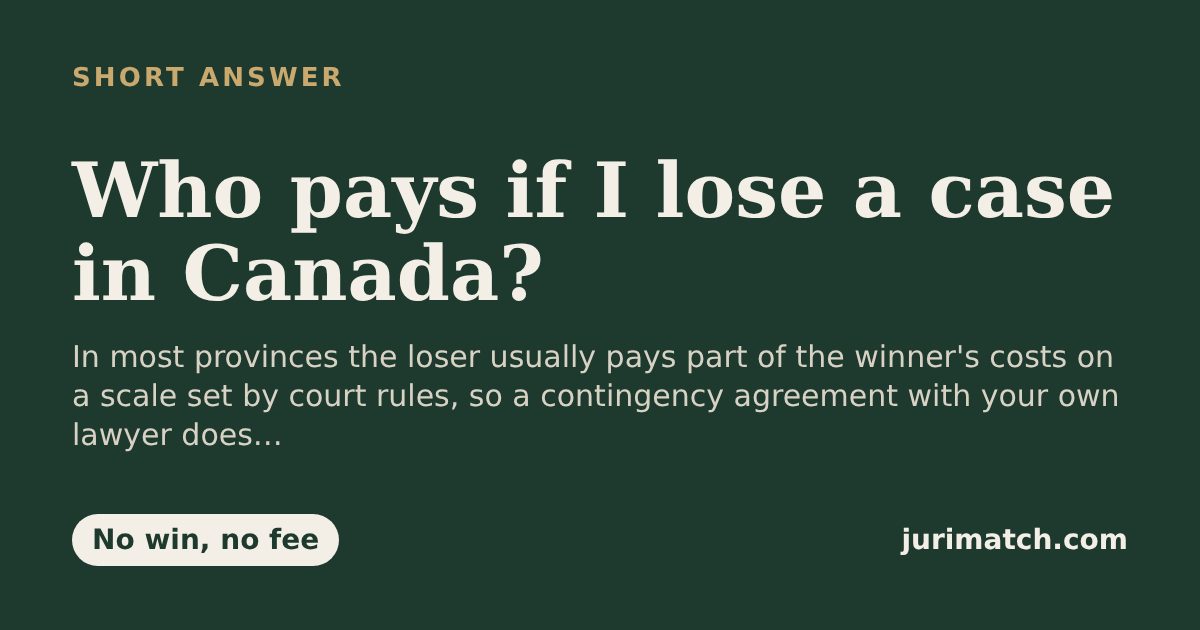 SHORT ANSWER
Who pays if I lose a case
in Canada?
In most provinces the loser usually pays part of the winner's costs on
a scale set by court rules, so a contingency agreement with your own
lawyer does…
No win, no fee
jurimatch.com